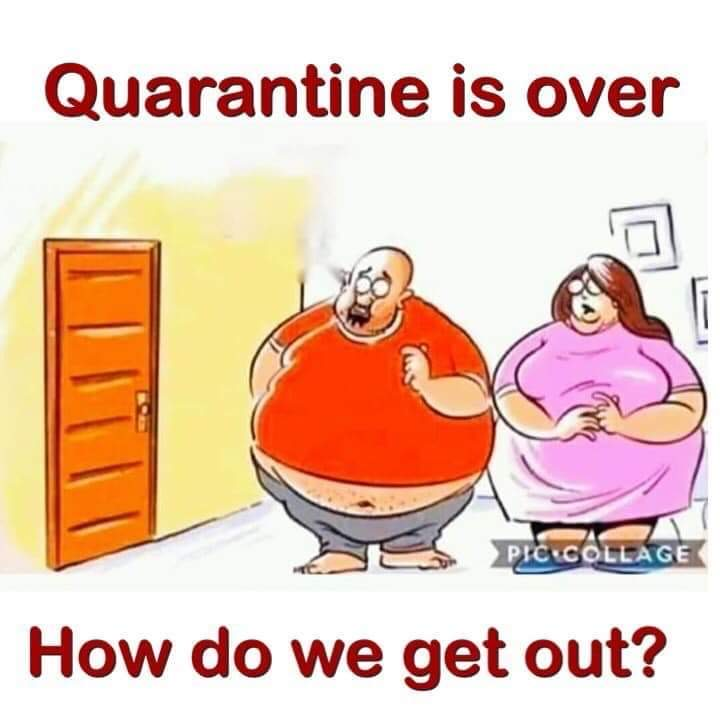 Quarantine is over
PIC•COLLAGE
How do we get out?